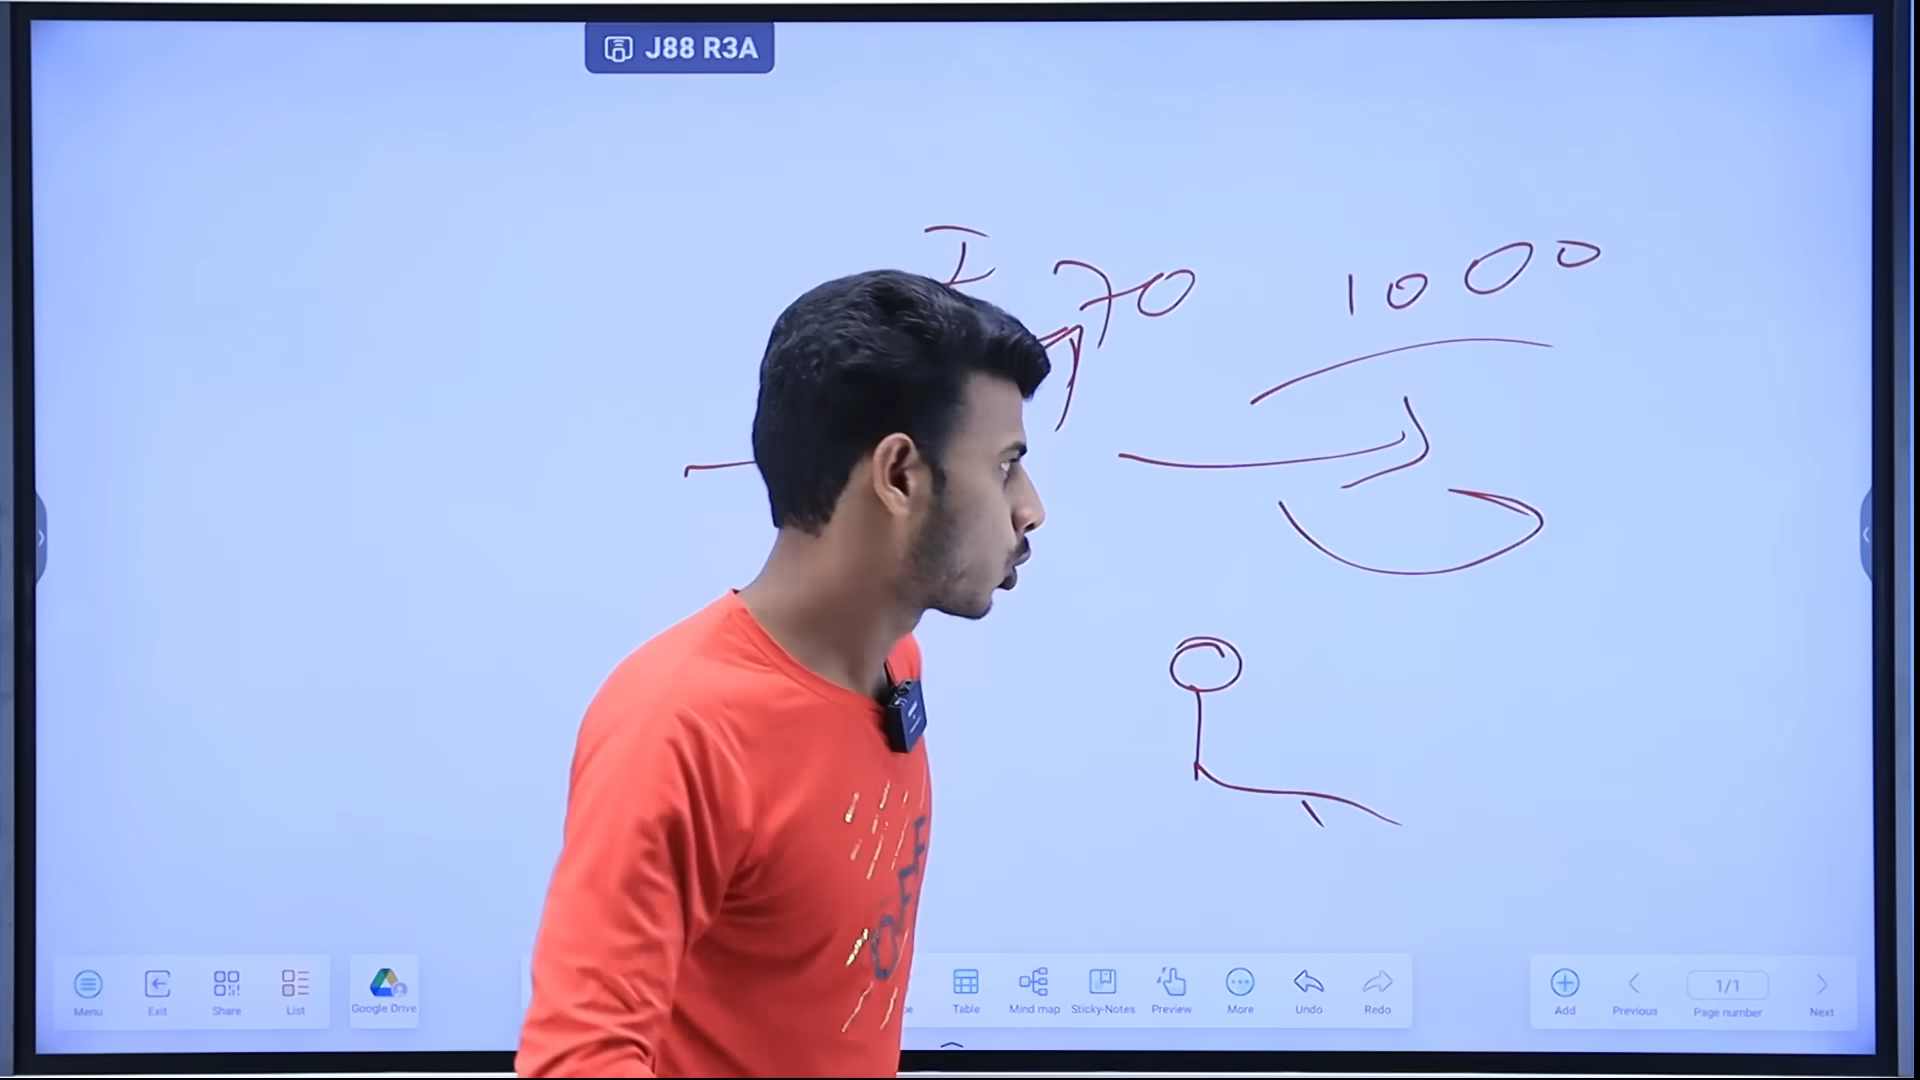 J88 R3A
I 70 1000
Menu Exit Share List Google Drive Table Mind map Sticky-Notes Preview More Undo Redo Add Previous 1/1 Page number Next